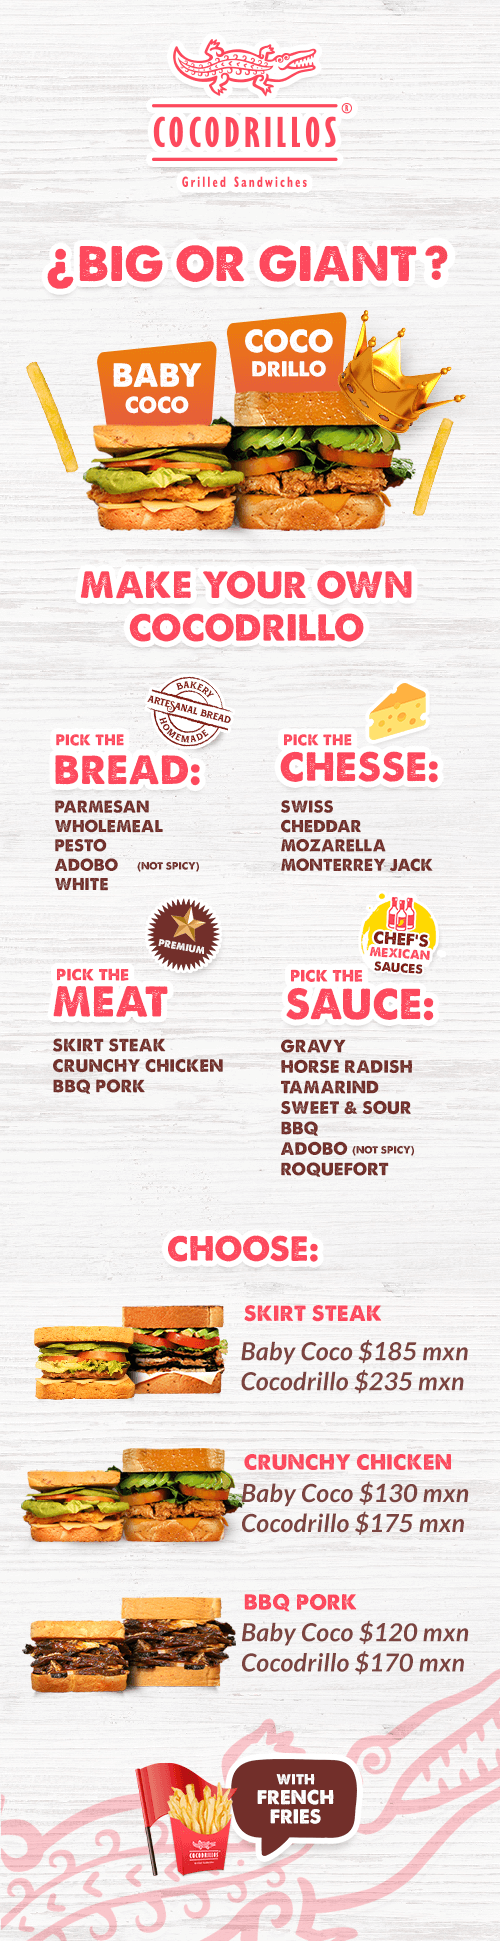 COCODRILLOS®
Grilled Sandwiches
¿BIG OR GIANT?
BABY
COCO
COCO
DRILLO
MAKE YOUR OWN
COCODRILLO
BAKERY
ARTESANAL BREAD
HOMEMADE
PICK THE
BREAD:
PARMESAN
WHOLEMEAL
PESTO
ADOBO (NOT SPICY)
WHITE
PICK THE
CHESSE:
SWISS
CHEDDAR
MOZARELLA
MONTERREY JACK
PREMIUM
PICK THE
MEAT
SKIRT STEAK
CRUNCHY CHICKEN
BBQ PORK
CHEF'S
MEXICAN
SAUCES
PICK THE
SAUCE:
GRAVY
HORSE RADISH
TAMARIND
SWEET & SOUR
BBQ
ADOBO (NOT SPICY)
ROQUEFORT
CHOOSE:
SKIRT STEAK
Baby Coco $185 mxn
Cocodrillo $235 mxn
CRUNCHY CHICKEN
Baby Coco $130 mxn
Cocodrillo $175 mxn
BBQ PORK
Baby Coco $120 mxn
Cocodrillo $170 mxn
WITH
FRENCH
FRIES
COCODRILLOS